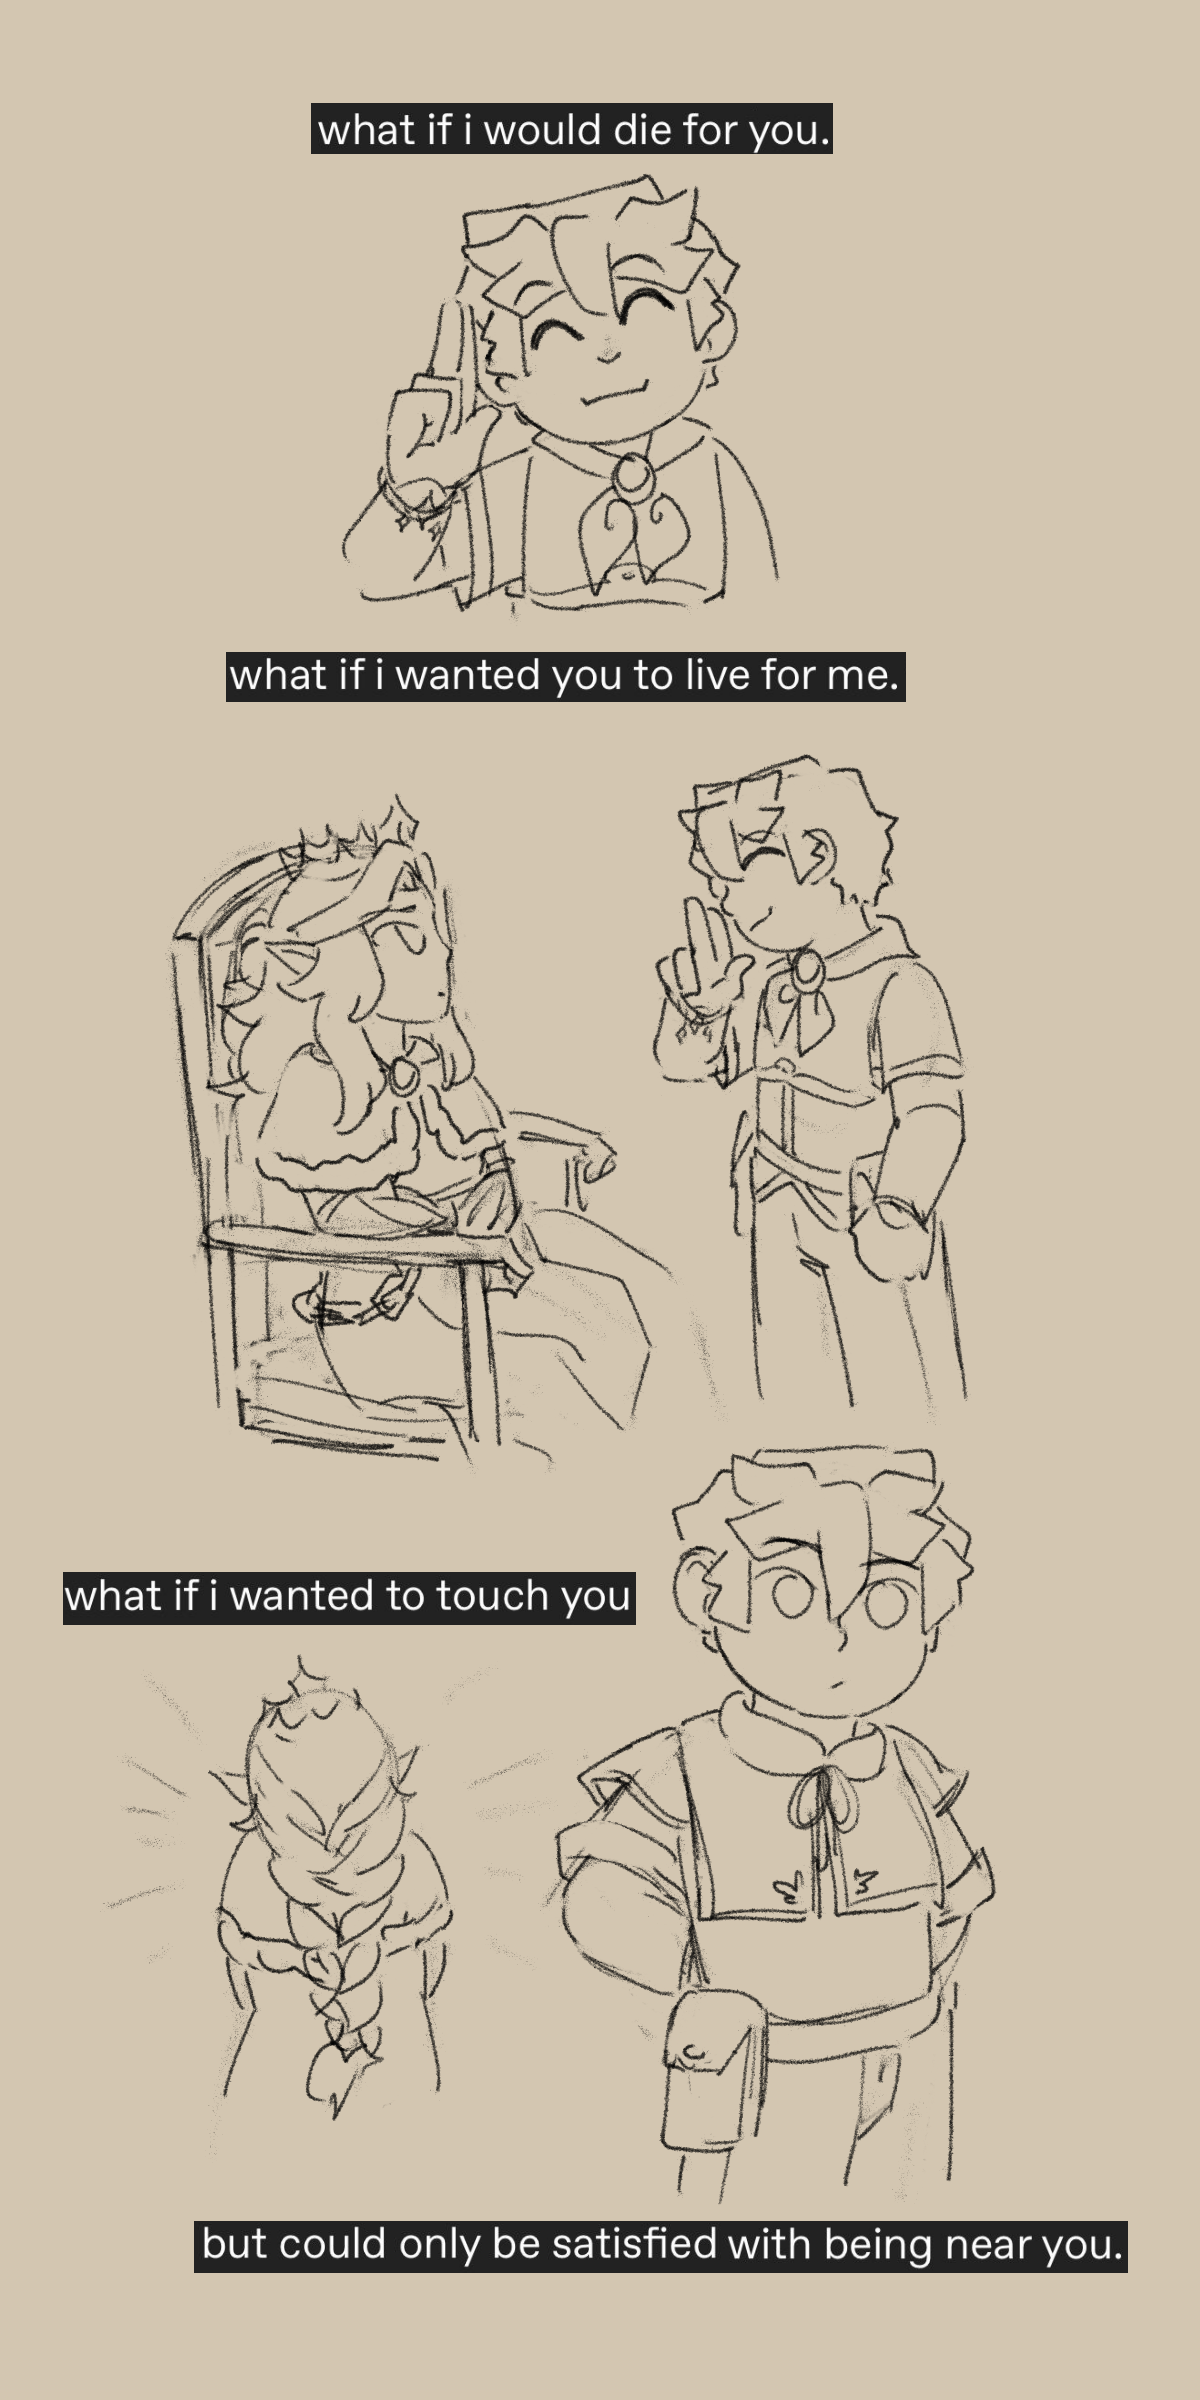 what if i would die for you.
what if i wanted you to live for me.
what if i wanted to touch you
but could only be satisfied with being near you.